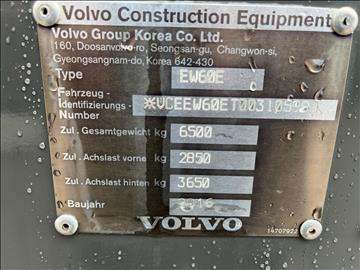 Volvo Construction Equipment
Volvo Group Korea Co. Ltd.
160, Doosanvolvo-ro, Seongsan-gu, Changwon-si,
Gyeongsangnam-do, Korea 642-430
Type EW60E
Fahrzeug -
Identifizierungs -
Number
Zul. Gesamtgewicht kg 6500
Zul. Achslast vorne kg 2850
Zul. Achslast hinten kg 3650
Baujahr 2016
VOLVO
14707922